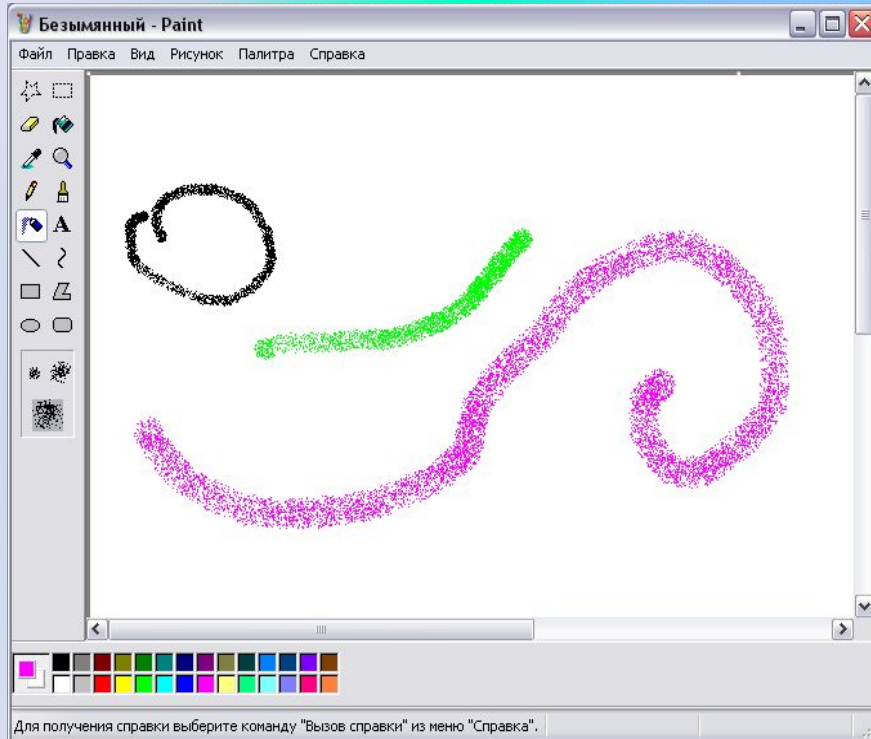 Безымянный - Paint
Файл Правка Вид Рисунок Палитра Справка
A
Для получения справки выберите команду "Вызов справки" из меню "Справка".